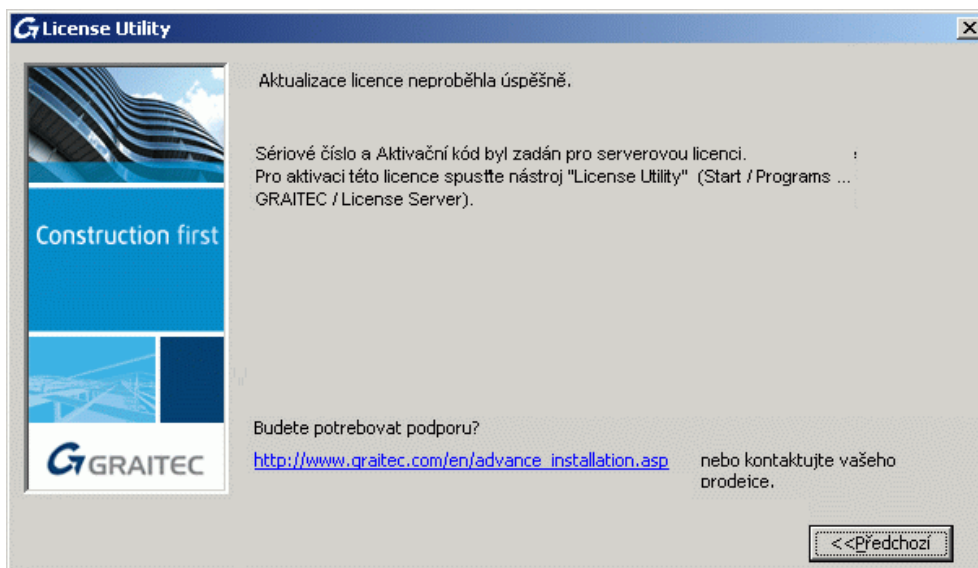 License Utility
Aktualizace licence neproběhla úspěšně.
Sériové číslo a Aktivační kód byl zadán pro serverovou licenci.
Pro aktivaci této licence spusťte nástroj "License Utility" (Start / Programs ...
GRAITEC / License Server).
Construction first
GRAITEC
Budete potrebovat podporu?
http://www.graitec.com/en/advance_installation.asp
nebo kontaktujte vašeho
prodejce.
<<Předchozí